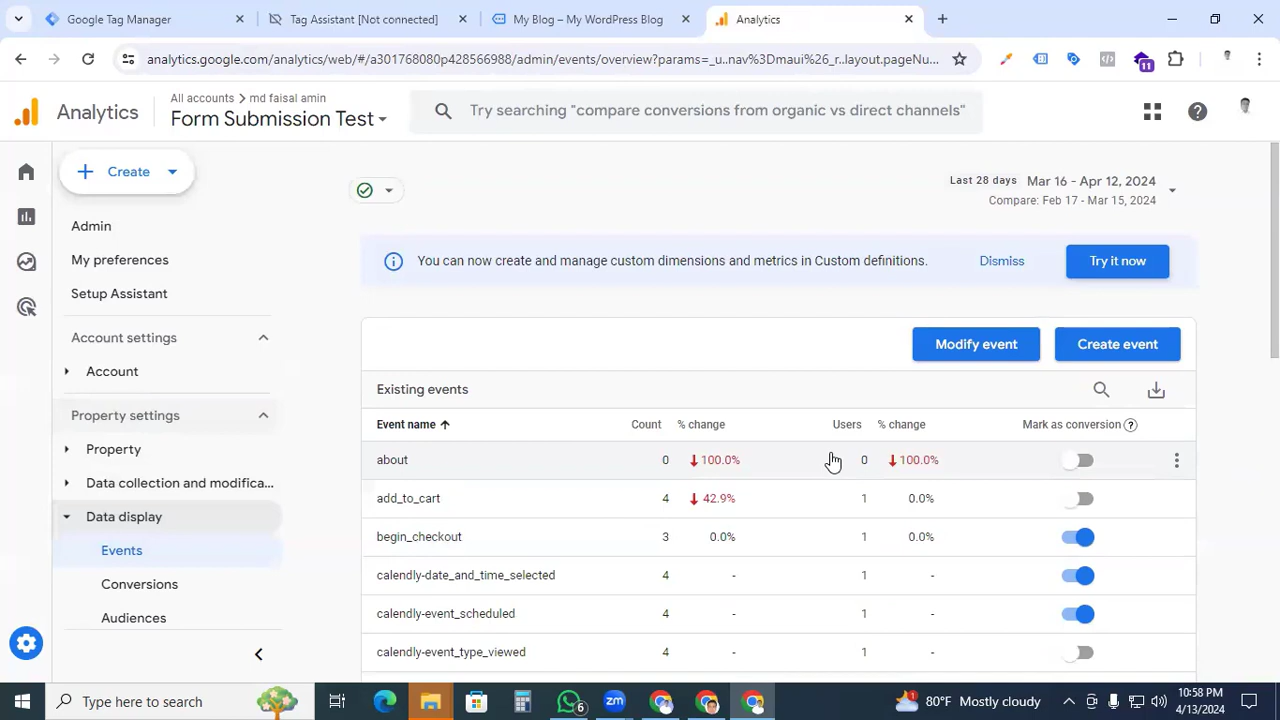 Google Tag Manager
Tag Assistant [Not connected]
My Blog – My WordPress Blog
Analytics
analytics.google.com/analytics/web/#/a301768089p428566988/admin/events/overview?params=_u..nav%3Dmaui%26_r..layout.pageNu...
11
Analytics
All accounts > md faisal amin
Form Submission Test
Try searching "compare conversions from organic vs direct channels"
Create
Last 28 days Mar 16 - Apr 12, 2024
Compare: Feb 17 - Mar 15, 2024
Admin
My preferences
Setup Assistant
Account settings
Account
Property settings
Property
Data collection and modifica...
Data display
Events
Conversions
Audiences
You can now create and manage custom dimensions and metrics in Custom definitions.
Dismiss
Try it now
Modify event
Create event
Existing events
Event name Count % change Users % change Mark as conversion
about 0 100.0% 0 100.0%
add_to_cart 4 42.9% 1 0.0%
begin_checkout 3 0.0% 1 0.0%
calendly-date_and_time_selected 4 - 1 -
calendly-event_scheduled 4 - 1 -
calendly-event_type_viewed 4 - 1 -
Type here to search
6
zm
80°F Mostly cloudy
10:58 PM
4/13/2024